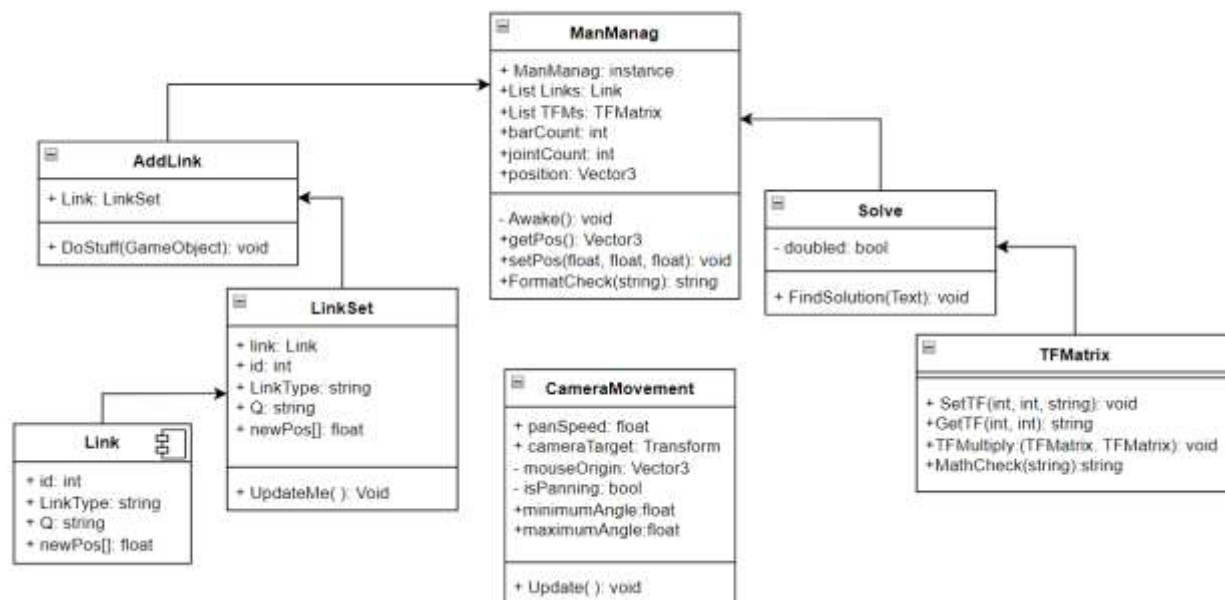 ManManag
+ ManManag: instance
+List Links: Link
+List TFMs: TFMatrix
+barCount: int
+jointCount: int
+position: Vector3
- Awake(): void
+getPos(): Vector3
+setPos(float, float, float): void
+FormatCheck(string): string
AddLink
+ Link: LinkSet
+ DoStuff(GameObject): void
Solve
- doubled: bool
+ FindSolution(Text): void
LinkSet
+ link: Link
+ id: int
+ LinkType: string
+ Q: string
+ newPos[]: float
+ UpdateMe( ): Void
TFMatrix
+ SetTF(int, int, string): void
+GetTF(int, int): string
+TFMultiply:(TFMatrix. TFMatrix): void
+MathCheck(string):string
CameraMovement
+ panSpeed: float
+ cameraTarget: Transform
- mouseOrigin: Vector3
- isPanning: bool
+minimumAngle:float
+maximumAngle:float
+ Update( ): void
Link
+ id: int
+ LinkType: string
+ Q: string
+ newPos[]: float